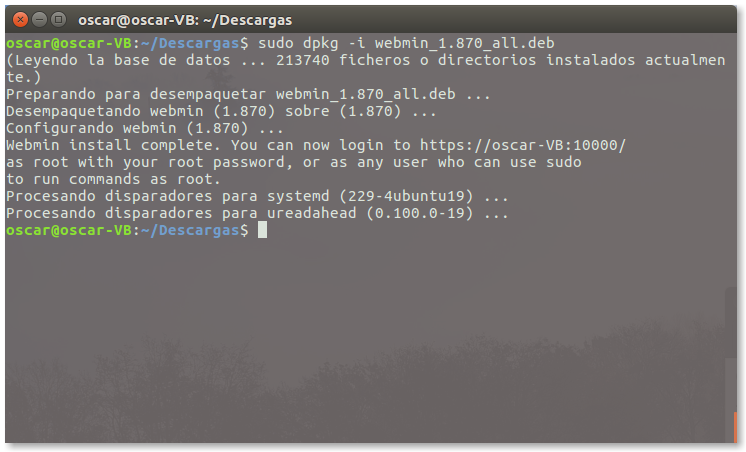 oscar@oscar-VB: ~/Descargas
oscar@oscar-VB:~/Descargas$ sudo dpkg -i webmin_1.870_all.deb
(Leyendo la base de datos ... 213740 ficheros o directorios instalados actualmen
te.)
Preparando para desempaquetar webmin_1.870_all.deb ...
Desempaquetando webmin (1.870) sobre (1.870) ...
Configurando webmin (1.870) ...
Webmin install complete. You can now login to https://oscar-VB:10000/
as root with your root password, or as any user who can use sudo
to run commands as root.
Procesando disparadores para systemd (229-4ubuntu19) ...
Procesando disparadores para ureadahead (0.100.0-19) ...
oscar@oscar-VB:~/Descargas$